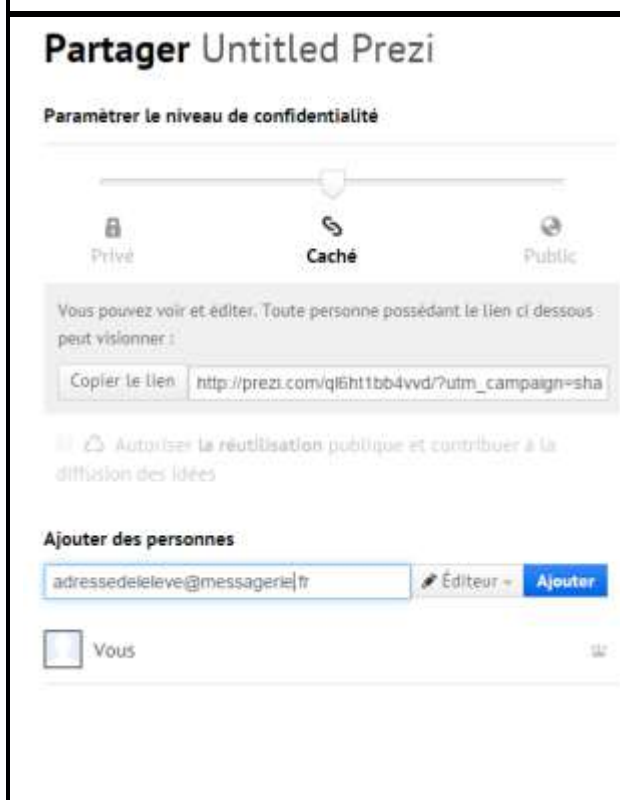 Partager Untitled Prezi
Paramètrer le niveau de confidentialité
Privé Caché Public
Vous pouvez voir et éditer. Toute personne possédant le lien ci dessous
peut visionner :
Copier le lien http://prezi.com/ql6ht1bb4vvd/?utm_campaign=sha
Autoriser la réutilisation publique et contribuer à la
diffusion des idées
Ajouter des personnes
adressedeleleve@messagerie.fr Éditeur Ajouter
Vous